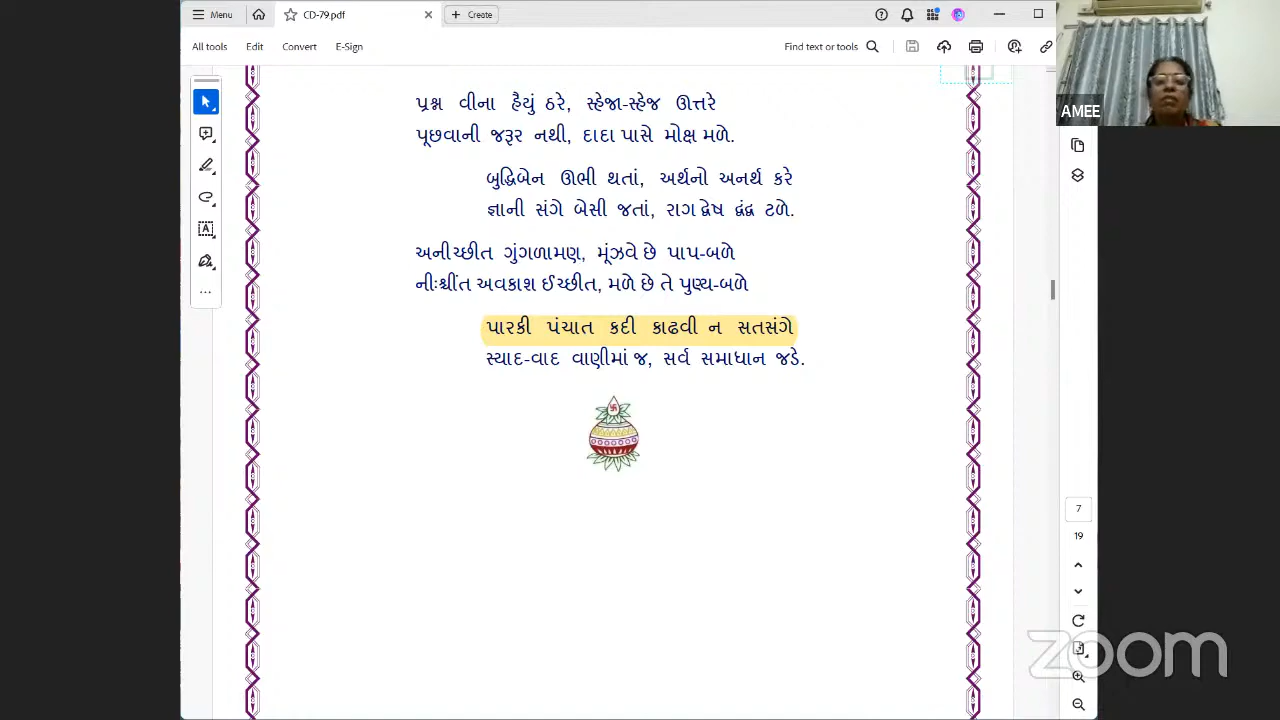 Menu
CD-79.pdf
Create
All tools
Edit
Convert
E-Sign
Find text or tools
AMEE
પ્રશ્ન વીના હૈયું ઠરે, સ્હેજા-સ્હેજ ઊત્તરે
પૂછવાની જરૂર નથી, દાદા પાસે મોક્ષ મળે.
બુદ્ધિબેન ઊભી થતાં, અર્થનો અનર્થ કરે
જ્ઞાની સંગે બેસી જતાં, રાગ દ્વેષ દ્વંદ્વ ટળે.
અનીચ્છીત ગુંગળામણ, મૂંઝવે છે પાપ-બળે
નીઃશ્ચીંત અવકાશ ઈચ્છીત, મળે છે તે પુણ્ય-બળે
પારકી પંચાત કદી કાઢવી ન સતસંગે
સ્યાદ-વાદ વાણીમાં જ, સર્વ સમાધાન જડે.
7
19
zoom